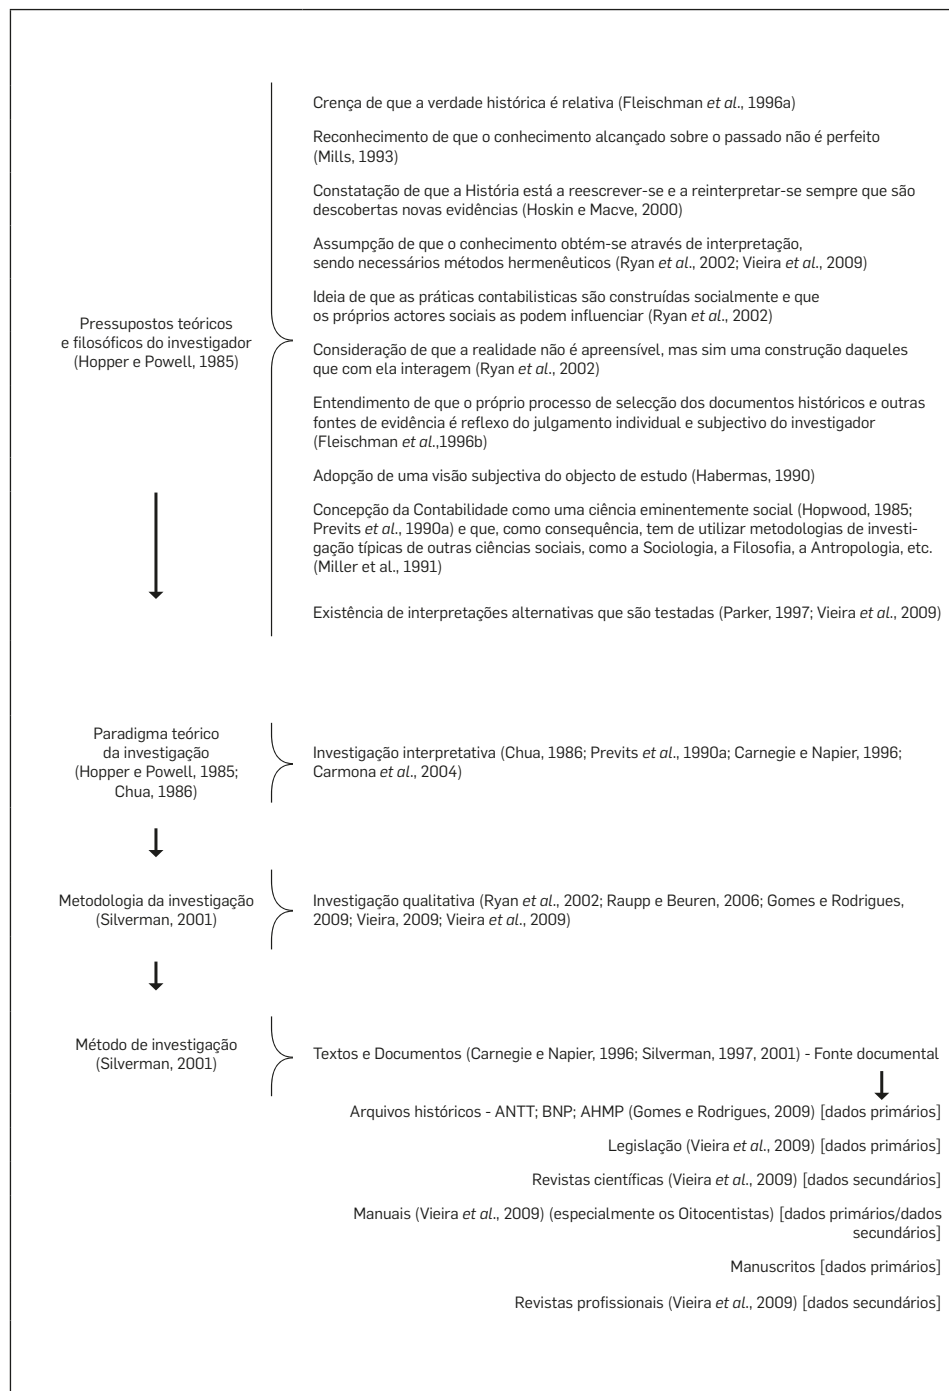 Crença de que a verdade histórica é relativa (Fleischman et al., 1996a)
Reconhecimento de que o conhecimento alcançado sobre o passado não é perfeito
(Mills, 1993)
Constatação de que a História está a reescrever-se e a reinterpretar-se sempre que são
descobertas novas evidências (Hoskin e Macve, 2000)
Assumpção de que o conhecimento obtém-se através de interpretação,
sendo necessários métodos hermenêuticos (Ryan et al., 2002; Vieira et al., 2009)
Ideia de que as práticas contabilisticas são construídas socialmente e que
os próprios actores sociais as podem influenciar (Ryan et al., 2002)
Pressupostos teóricos
e filosóficos do investigador
(Hopper e Powell, 1985)
Consideração de que a realidade não é apreensível, mas sim uma construção daqueles
que com ela interagem (Ryan et al., 2002)
Entendimento de que o próprio processo de selecção dos documentos históricos e outras
fontes de evidência é reflexo do julgamento individual e subjectivo do investigador
(Fleischman et al.,1996b)
Adopção de uma visão subjectiva do objecto de estudo (Habermas, 1990)
Concepção da Contabilidade como uma ciência eminentemente social (Hopwood, 1985;
Previts et al., 1990a) e que, como consequência, tem de utilizar metodologias de investi-
gação típicas de outras ciências sociais, como a Sociologia, a Filosofia, a Antropologia, etc.
(Miller et al., 1991)
Existência de interpretações alternativas que são testadas (Parker, 1997; Vieira et al., 2009)
Paradigma teórico
da investigação
(Hopper e Powell, 1985;
Chua, 1986)
Investigação interpretativa (Chua, 1986; Previts et al., 1990a; Carnegie e Napier, 1996;
Carmona et al., 2004)
Metodologia da investigação
(Silverman, 2001)
Investigação qualitativa (Ryan et al., 2002; Raupp e Beuren, 2006; Gomes e Rodrigues,
2009; Vieira, 2009; Vieira et al., 2009)
Método de investigação
(Silverman, 2001)
Textos e Documentos (Carnegie e Napier, 1996; Silverman, 1997, 2001) - Fonte documental
Arquivos históricos - ANTT; BNP; AHMP (Gomes e Rodrigues, 2009) [dados primários]
Legislação (Vieira et al., 2009) [dados primários]
Revistas científicas (Vieira et al., 2009) [dados secundários]
Manuais (Vieira et al., 2009) (especialmente os Oitocentistas) [dados primários/dados
secundários]
Manuscritos [dados primários]
Revistas profissionais (Vieira et al., 2009) [dados secundários]